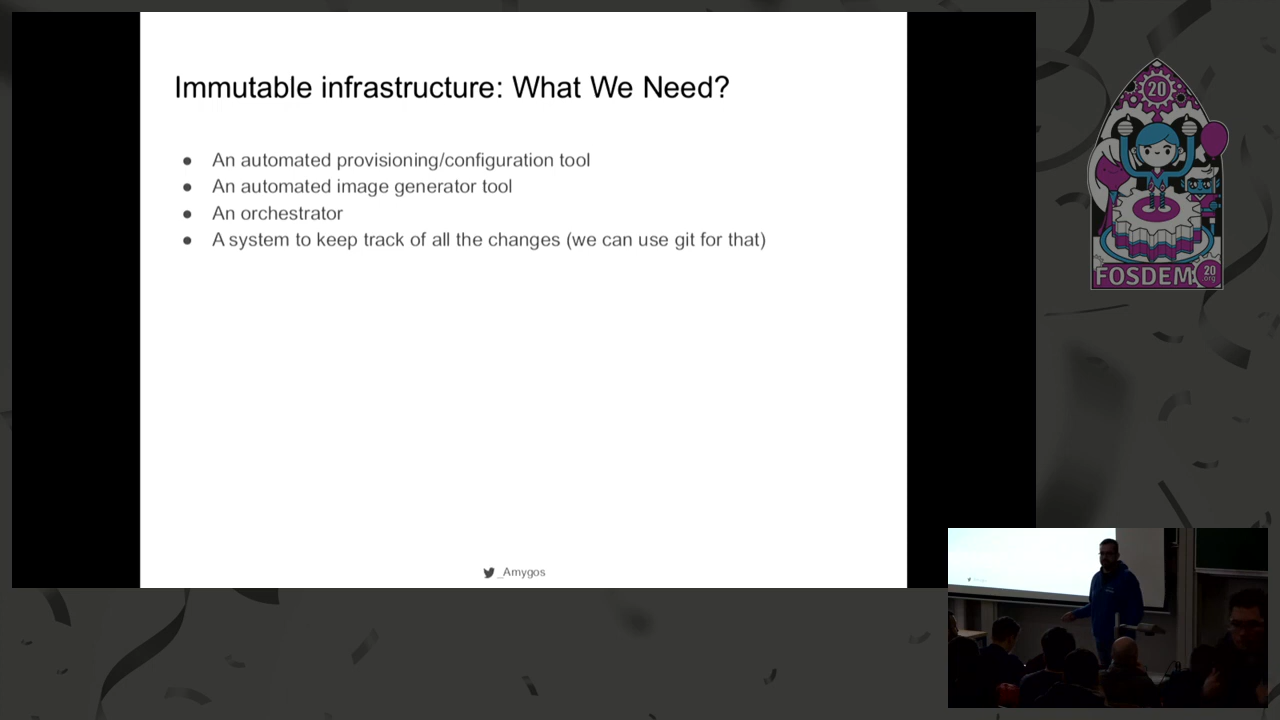 Immutable infrastructure: What We Need?
● An automated provisioning/configuration tool
● An automated image generator tool
● An orchestrator
● A system to keep track of all the changes (we can use git for that)
_Amygos
20
FOSDEM
20
org